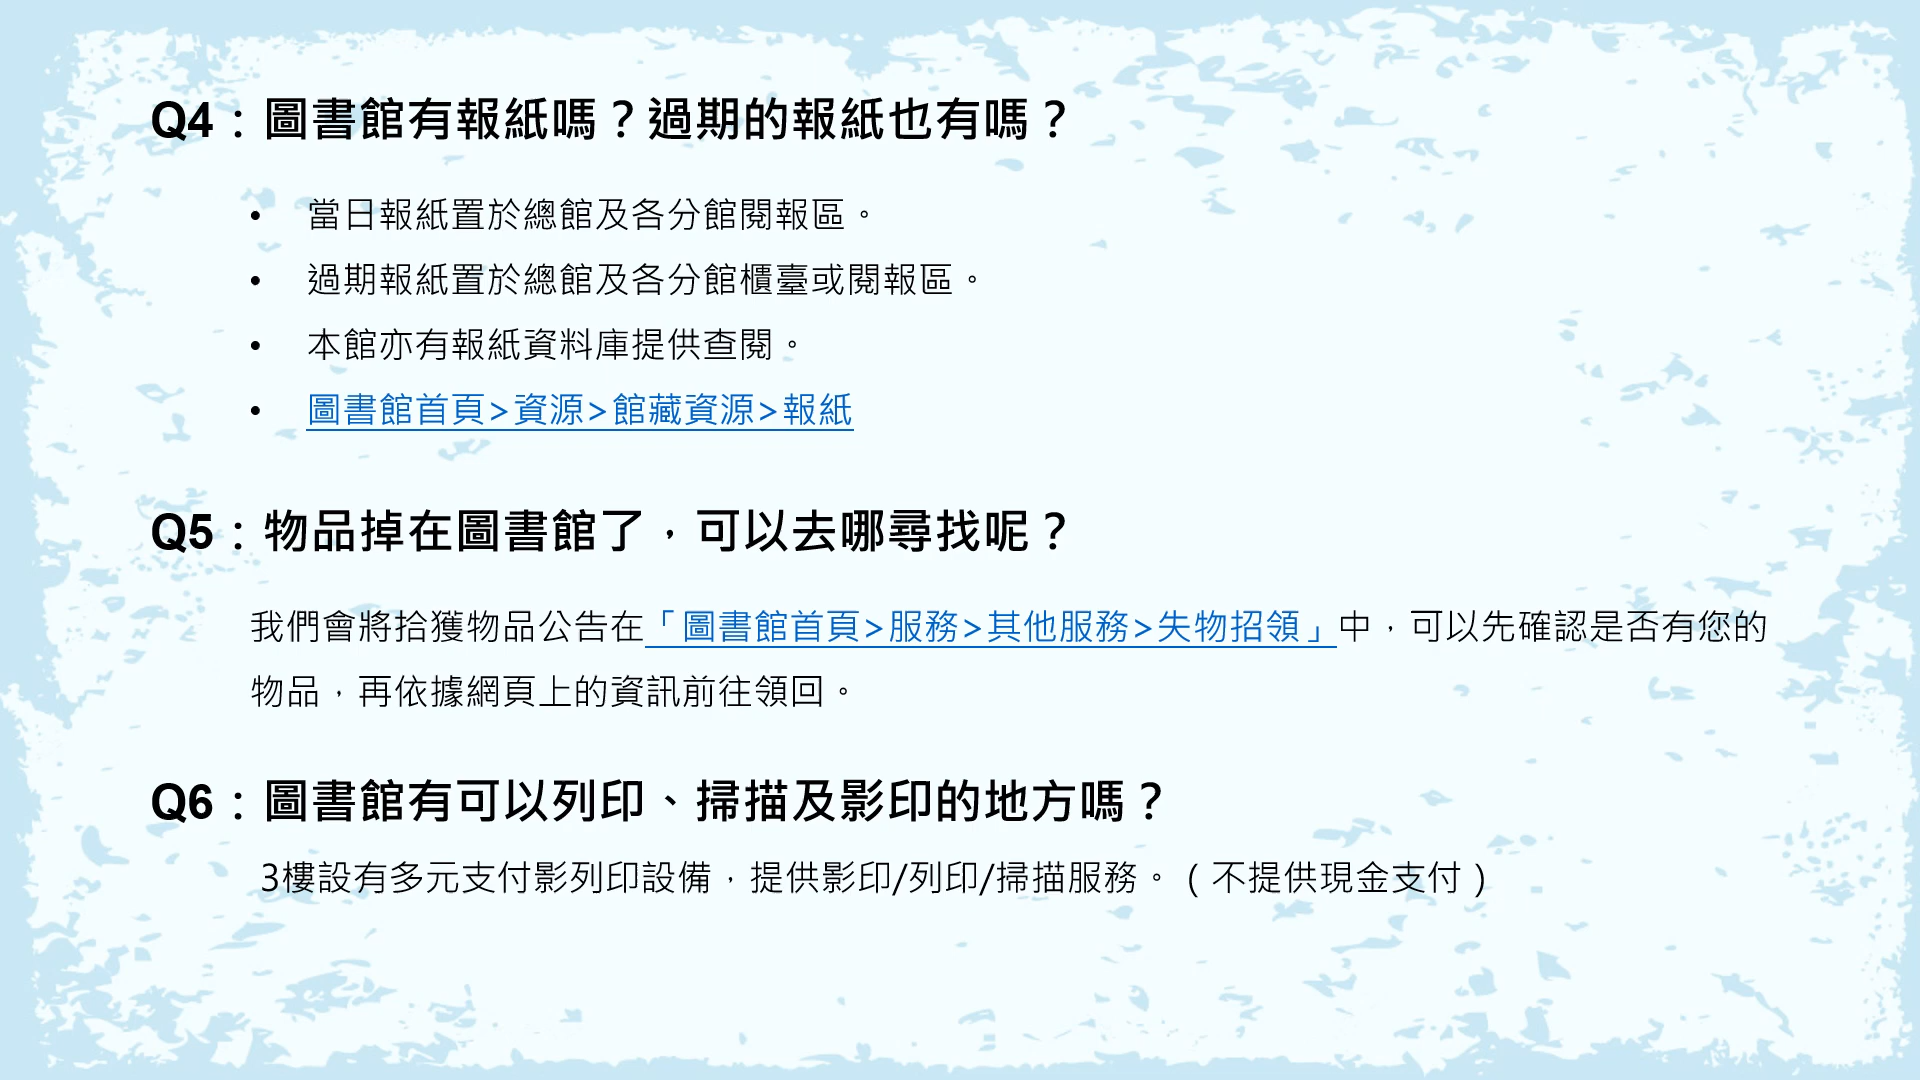 Q4：圖書館有報紙嗎？過期的報紙也有嗎？
• 當日報紙置於總館及各分館閱報區。
• 過期報紙置於總館及各分館櫃臺或閱報區。
• 本館亦有報紙資料庫提供查閱。
• 圖書館首頁>資源>館藏資源>報紙
Q5：物品掉在圖書館了，可以去哪尋找呢？
我們會將拾獲物品公告在「圖書館首頁>服務>其他服務>失物招領」中，可以先確認是否有您的
物品，再依據網頁上的資訊前往領回。
Q6：圖書館有可以列印、掃描及影印的地方嗎？
3樓設有多元支付影列印設備，提供影印/列印/掃描服務。（不提供現金支付）